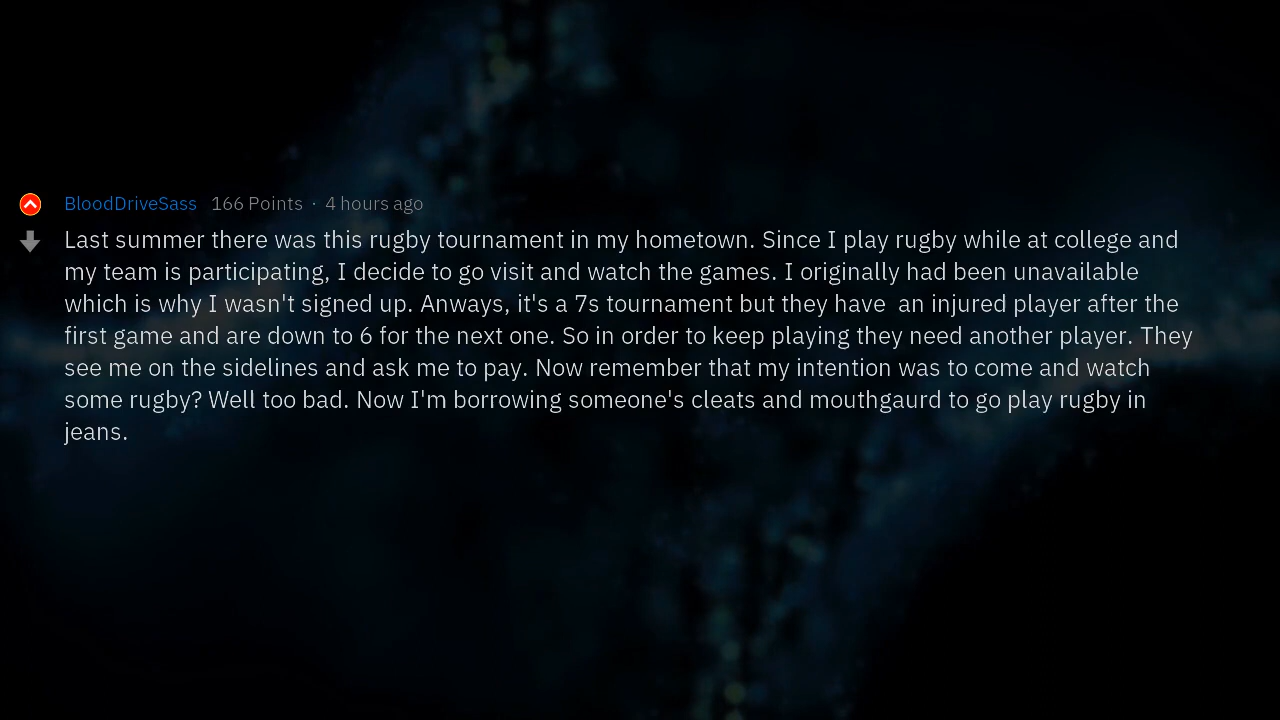 BloodDriveSass 166 Points · 4 hours ago
Last summer there was this rugby tournament in my hometown. Since I play rugby while at college and
my team is participating, I decide to go visit and watch the games. I originally had been unavailable
which is why I wasn't signed up. Anways, it's a 7s tournament but they have  an injured player after the
first game and are down to 6 for the next one. So in order to keep playing they need another player. They
see me on the sidelines and ask me to pay. Now remember that my intention was to come and watch
some rugby? Well too bad. Now I'm borrowing someone's cleats and mouthgaurd to go play rugby in
jeans.